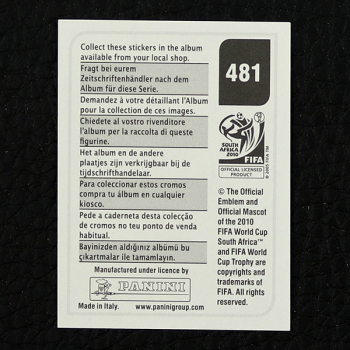 Collect these stickers in the album
available from your local shop.
Fragt bei eurem
Zeitschriftenhändler nach dem
Album für diese Serie.
Demandez à votre détaillant l'Album
pour la collection de ces images.
Chiedete al vostro rivenditore
l'album per la raccolta di queste
figurine.
Het album en de andere
plaatjes zijn verkrijgbaar bij de
tijdschrifthandelaar.
Para coleccionar estos cromos
compra tu álbum en cualquier
kiosco.
Pede a caderneta desta colecção
de cromos no teu ponto de venda
habitual.
Bayinizden aldığınız albümü bu
çıkartmalar ile tamamlayın.
Manufactured under licence by
PANINI
Made in Italy. www.paninigroup.com
481
SOUTH AFRICA
2010
FIFA
OFFICIAL LICENSED
PRODUCT
© 2005 FIFA TM
© The Official
Emblem and
Official Mascot
of the 2010
FIFA World Cup
South Africa™
and FIFA World
Cup Trophy are
copyrights and
trademarks of
FIFA. All rights
reserved.